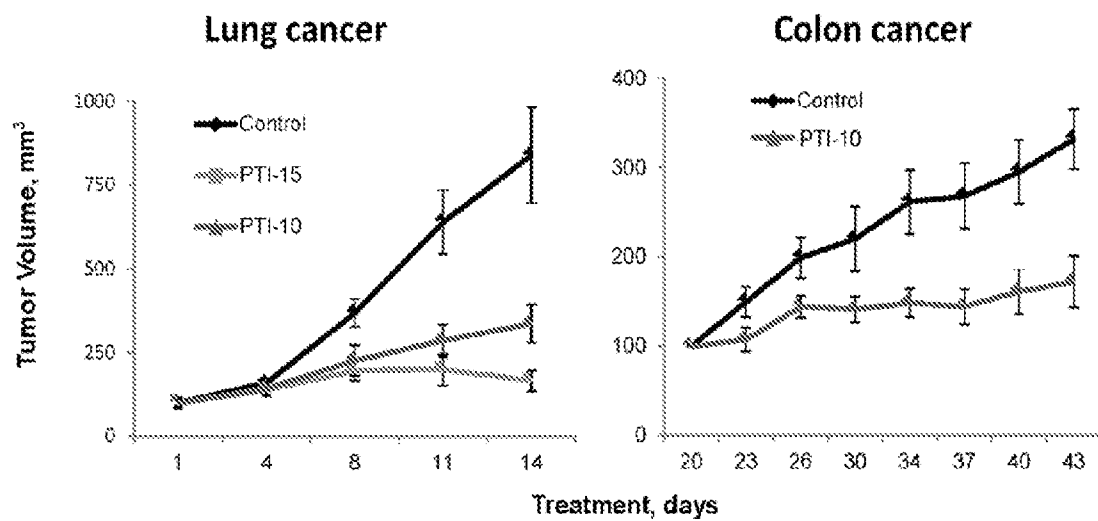 Lung cancer
Colon cancer
Tumor Volume, mm³
1000
750
500
250
0
Control
PTI-15
PTI-10
1 4 8 11 14
400
300
200
100
0
Control
PTI-10
20 23 26 30 34 37 40 43
Treatment, days